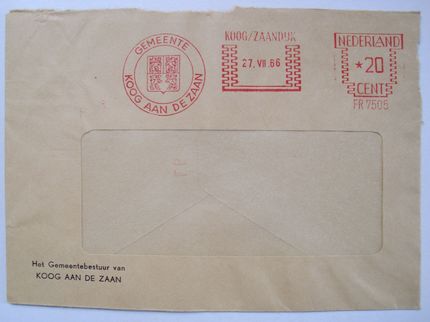 GEMEENTE
KOOG AAN DE ZAAN
KOOG/ZAANDIJK
27. VII 66
NEDERLAND
*20
CENT
FR 7505
Het Gemeentebestuur van
KOOG AAN DE ZAAN